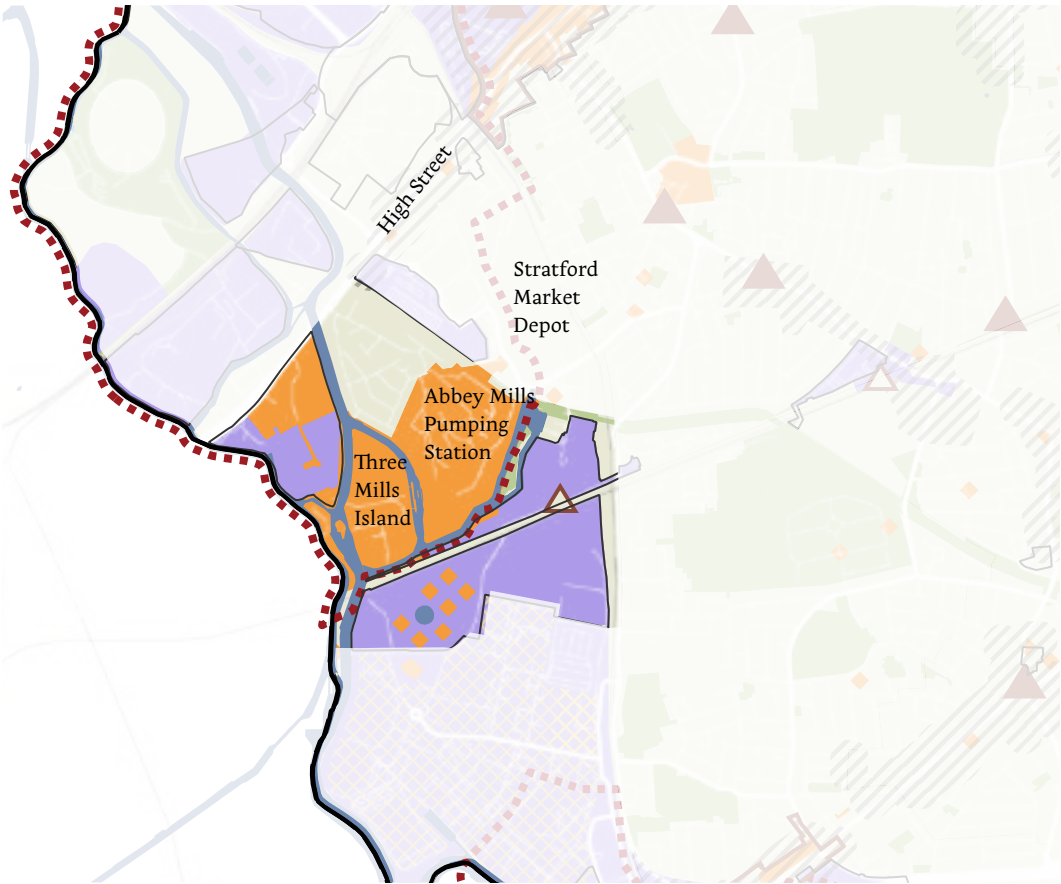 High Street
Stratford
Market
Depot
Abbey Mills
Pumping
Station
Three
Mills
Island